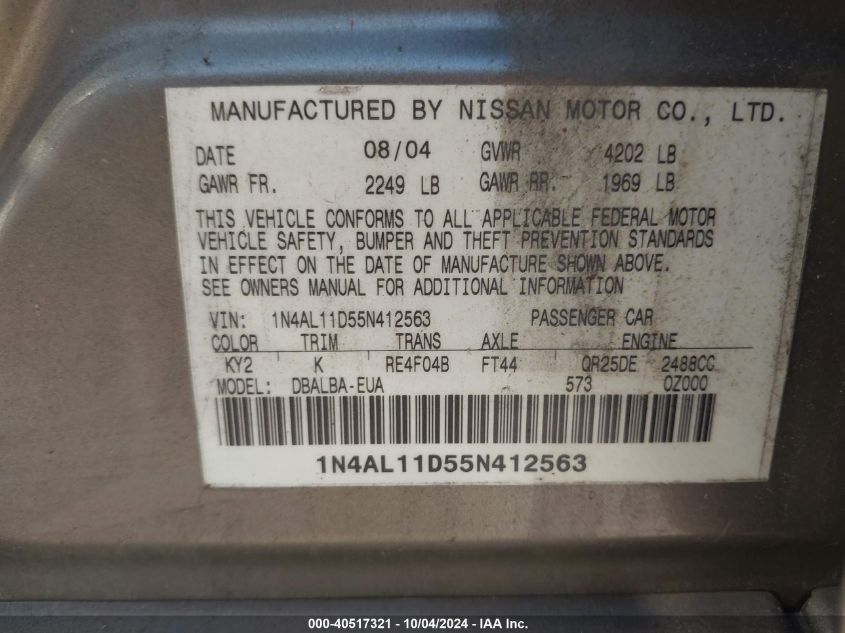 MANUFACTURED BY NISSAN MOTOR CO., LTD.
DATE 08/04 GVWR 4202 LB
GAWR FR. 2249 LB GAWR RR. 1969 LB
THIS VEHICLE CONFORMS TO ALL APPLICABLE FEDERAL MOTOR
VEHICLE SAFETY, BUMPER AND THEFT PREVENTION STANDARDS
IN EFFECT ON THE DATE OF MANUFACTURE SHOWN ABOVE.
SEE OWNERS MANUAL FOR ADDITIONAL INFORMATION
VIN: 1N4AL11D55N412563 PASSENGER CAR
COLOR TRIM TRANS AXLE ENGINE
KY2 K RE4F04B FT44 QR25DE 2488CC
MODEL: DBALBA-EUA 573 0Z000
1N4AL11D55N412563
000-40517321 - 10/04/2024 - IAA Inc.